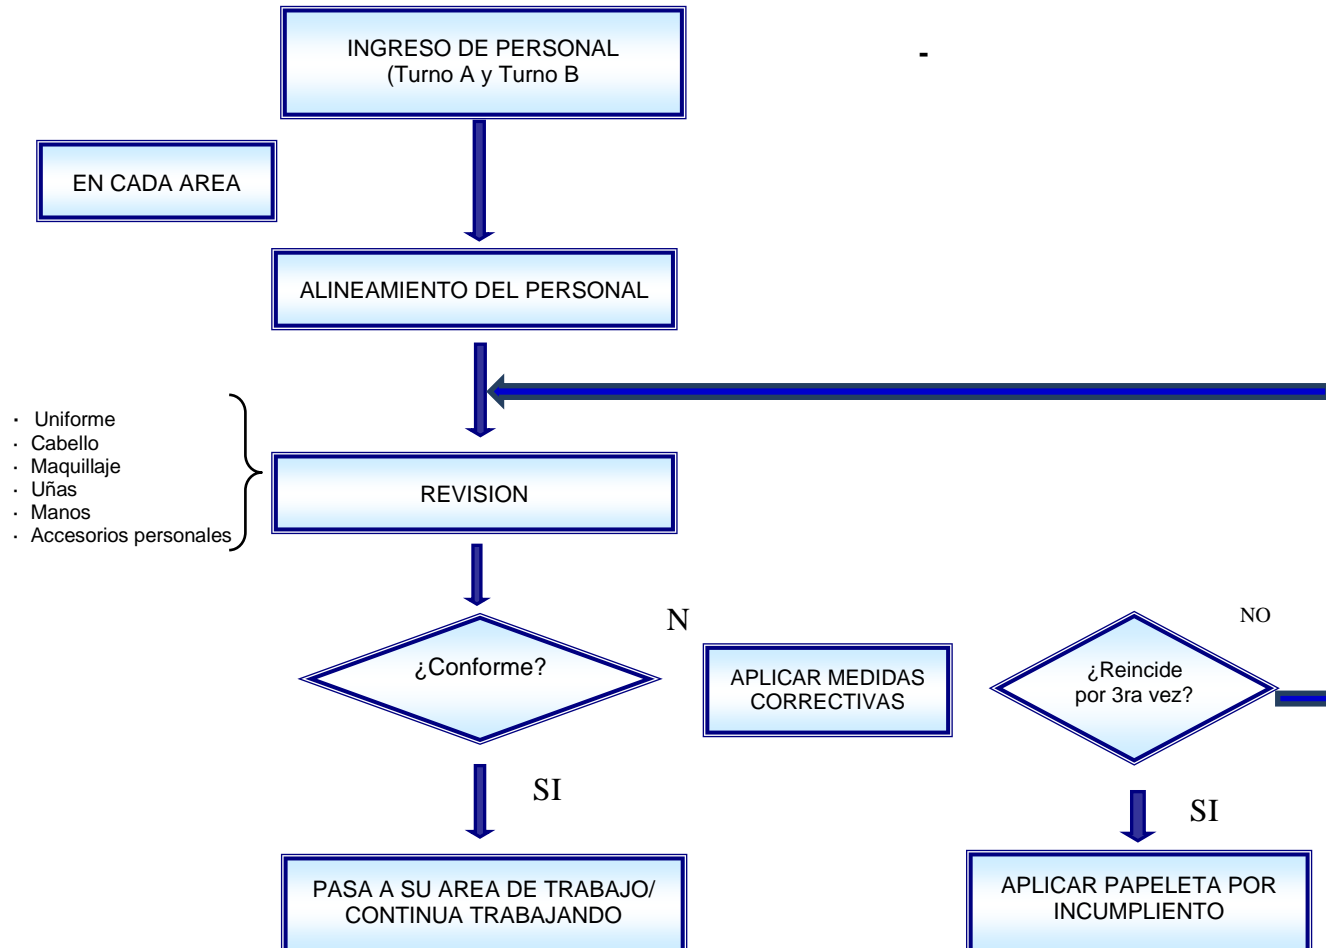 INGRESO DE PERSONAL
(Turno A y Turno B
-
EN CADA AREA
ALINEAMIENTO DEL PERSONAL
· Uniforme
· Cabello
· Maquillaje
· Uñas
· Manos
· Accesorios personales
REVISION
¿Conforme?
N
APLICAR MEDIDAS
CORRECTIVAS
¿Reincide
por 3ra vez?
NO
SI
SI
PASA A SU AREA DE TRABAJO/
CONTINUA TRABAJANDO
APLICAR PAPELETA POR
INCUMPLIENTO